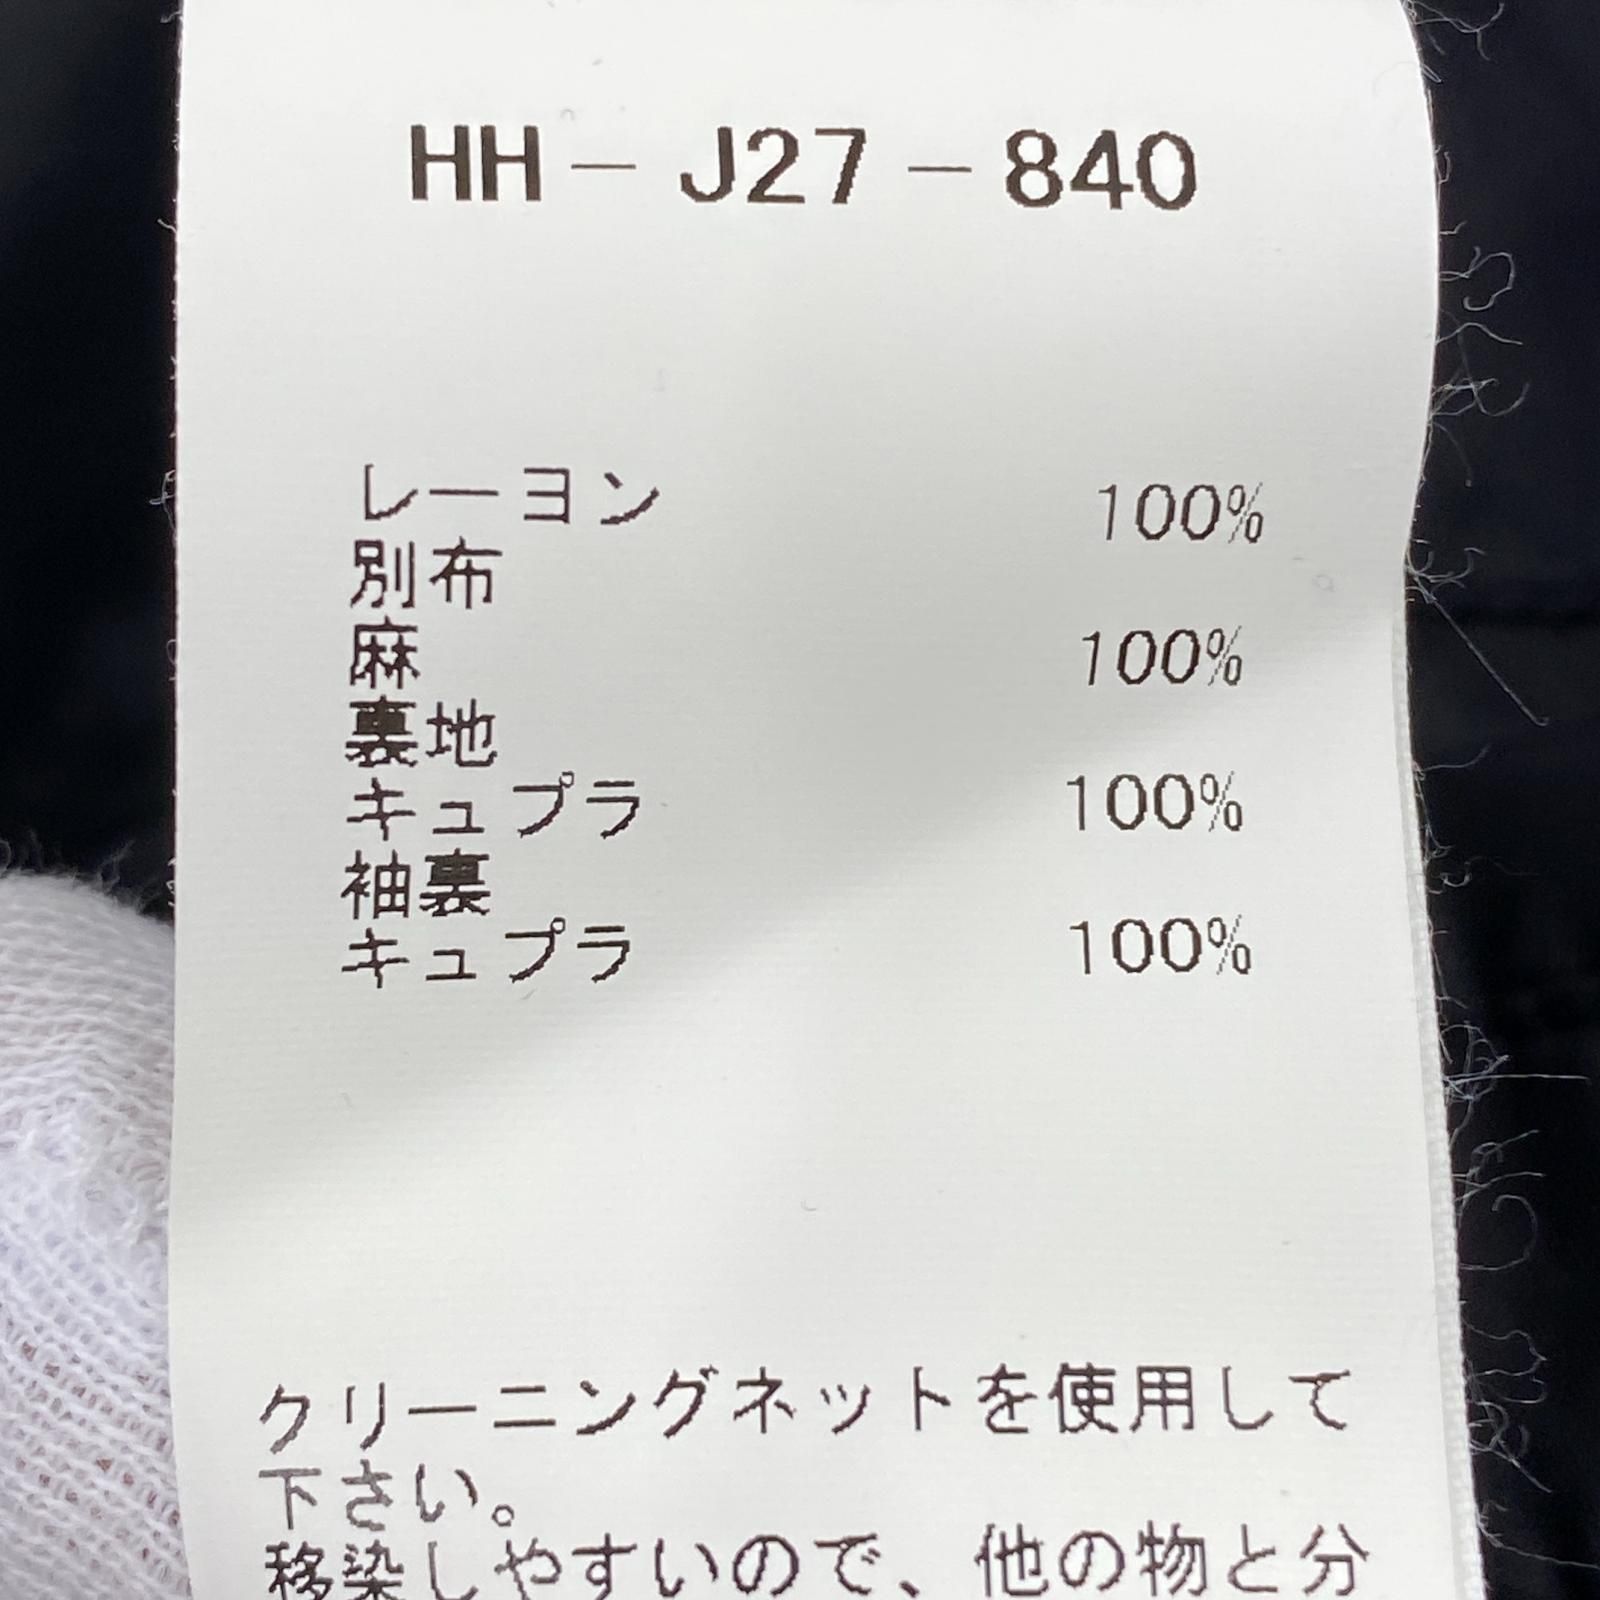 HH－J27－840
レーヨン 100%
別布
麻 100%
裏地
キュプラ 100%
袖裏
キュプラ 100%
クリーニングネットを使用して
下さい。
移染しやすいので、他の物と分